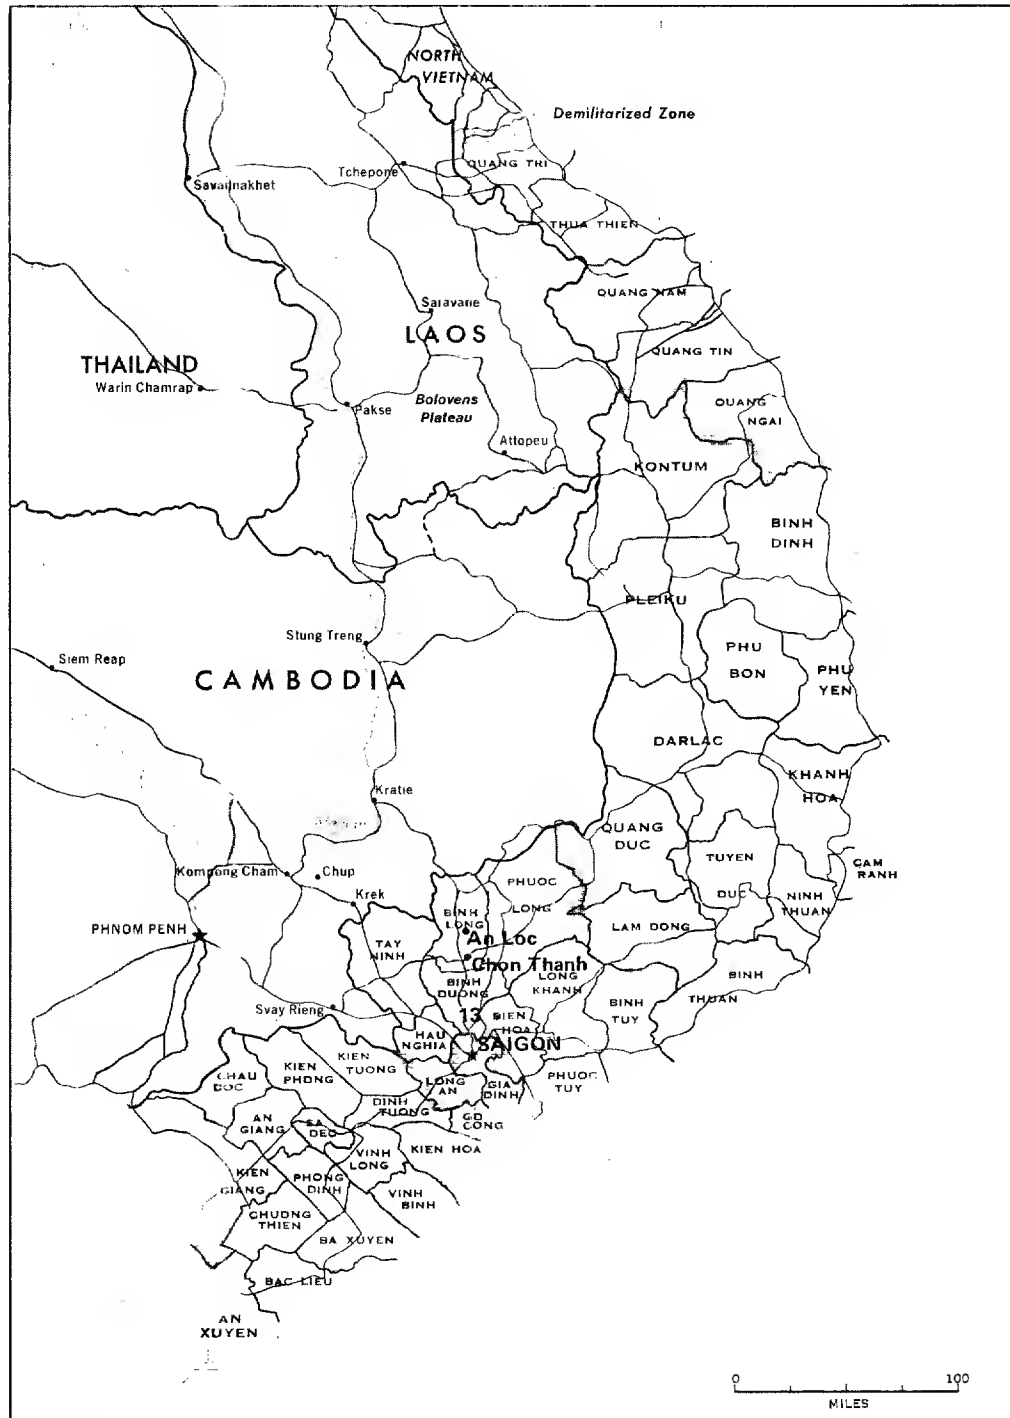 NORTH
VIETNAM
Demilitarized Zone
QUANG TRI
Tchepone
Savannakhet
THUA THIEN
QUANG NAM
Saravane
LAOS
QUANG TIN
THAILAND
Warin Chamrap
Pakse
Bolovens
Plateau
QUANG
NGAI
Attopeu
KONTUM
BINH
DINH
PLEIKU
Stung Treng
PHU
BON
Siem Reap
CAMBODIA
PHU
YEN
DARLAC
KHANH
HOA
Kratie
QUANG
DUC
TUYEN
DUC
CAM
RANH
Kompong Cham
Chup
PHUOC
LONG
Krek
NINH
THUAN
BINH
LONG
LAM DONG
PHNOM PENH
An Loc
TAY
NINH
Chon Thanh
LONG
KHANH
BINH
THUAN
BINH
DUONG
BINH
TUY
Svay Rieng
13
BIEN
HOA
HAU
NGHIA
SAIGON
KIEN
TUONG
KIEN
PHONG
CHAU
DOC
LONG
AN
GIA
DINH
PHUOC
TUY
DINH
TUONG
GO
CONG
AN
GIANG
SA
DEC
KIEN HOA
VINH
LONG
KIEN
GIANG
PHONG
DINH
VINH
BINH
CHUONG
THIEN
BA XUYEN
BAC LIEU
AN
XUYEN
0 100
MILES